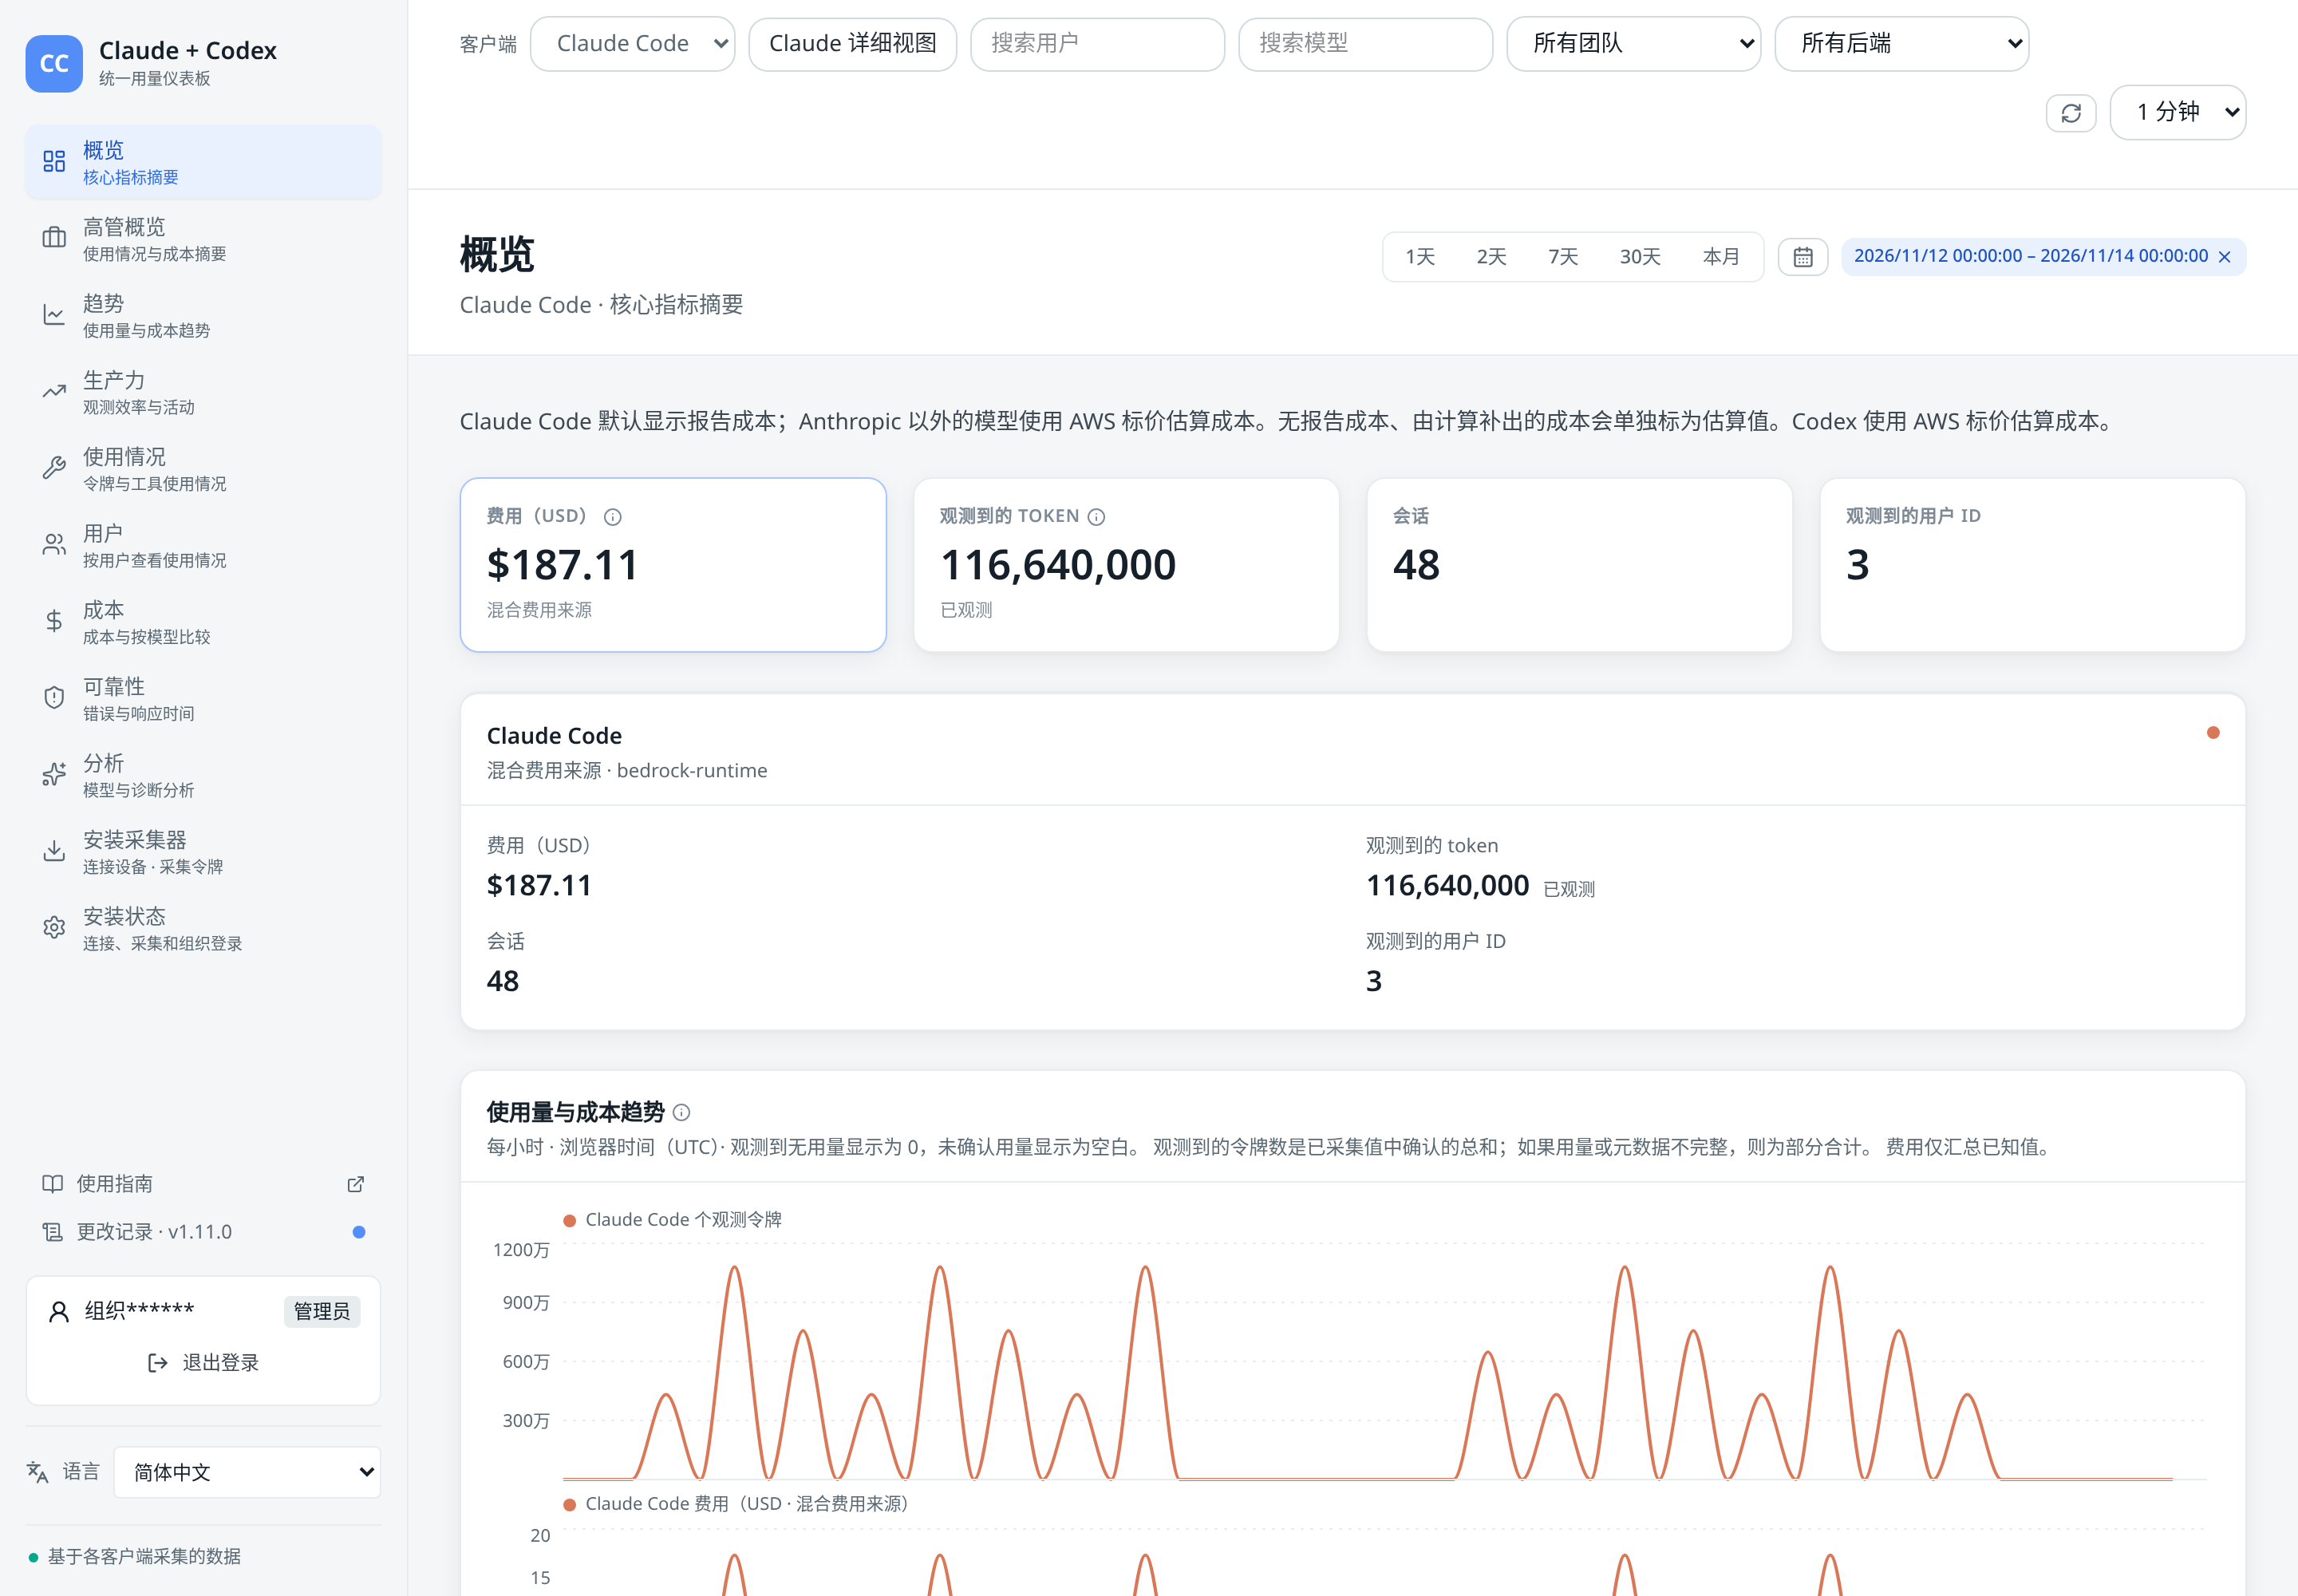 CC
Claude + Codex
统一用量仪表板
概览
核心指标摘要
高管概览
使用情况与成本摘要
趋势
使用量与成本趋势
生产力
观测效率与活动
使用情况
令牌与工具使用情况
用户
按用户查看使用情况
成本
成本与按模型比较
可靠性
错误与响应时间
分析
模型与诊断分析
安装采集器
连接设备 · 采集令牌
安装状态
连接、采集和组织登录
使用指南
更改记录 · v1.11.0
组织******
管理员
退出登录
语言
简体中文
基于各客户端采集的数据
客户端
Claude Code
Claude 详细视图
搜索用户
搜索模型
所有团队
所有后端
1 分钟
概览
Claude Code · 核心指标摘要
1天
2天
7天
30天
本月
2026/11/12 00:00:00 – 2026/11/14 00:00:00
Claude Code 默认显示报告成本；Anthropic 以外的模型使用 AWS 标价估算成本。无报告成本、由计算补出的成本会单独标为估算值。Codex 使用 AWS 标价估算成本。
费用（USD）
$187.11
混合费用来源
观测到的 TOKEN
116,640,000
已观测
会话
48
观测到的用户 ID
3
Claude Code
混合费用来源 · bedrock-runtime
费用（USD）
$187.11
观测到的 token
116,640,000 已观测
会话
48
观测到的用户 ID
3
使用量与成本趋势
每小时 · 浏览器时间（UTC）· 观测到无用量显示为 0，未确认用量显示为空白。 观测到的令牌数是已采集值中确认的总和；如果用量或元数据不完整，则为部分合计。 费用仅汇总已知值。
Claude Code 个观测令牌
1200万
900万
600万
300万
Claude Code 费用（USD · 混合费用来源）
20
15